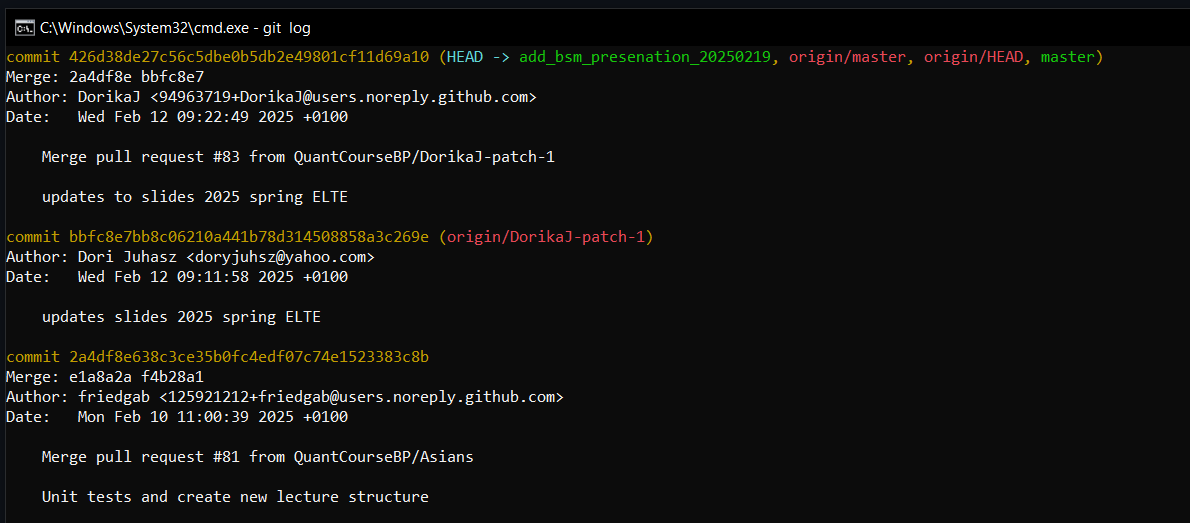 C:\Windows\System32\cmd.exe - git  log
commit 426d38de27c56c5dbe0b5db2e49801cf11d69a10 (HEAD -> add_bsm_presenation_20250219, origin/master, origin/HEAD, master)
Merge: 2a4df8e bbfc8e7
Author: DorikaJ <94963719+DorikaJ@users.noreply.github.com>
Date:   Wed Feb 12 09:22:49 2025 +0100
Merge pull request #83 from QuantCourseBP/DorikaJ-patch-1
updates to slides 2025 spring ELTE
commit bbfc8e7bb8c06210a441b78d314508858a3c269e (origin/DorikaJ-patch-1)
Author: Dori Juhasz <doryjuhsz@yahoo.com>
Date:   Wed Feb 12 09:11:58 2025 +0100
updates slides 2025 spring ELTE
commit 2a4df8e638c3ce35b0fc4edf07c74e1523383c8b
Merge: e1a8a2a f4b28a1
Author: friedgab <125921212+friedgab@users.noreply.github.com>
Date:   Mon Feb 10 11:00:39 2025 +0100
Merge pull request #81 from QuantCourseBP/Asians
Unit tests and create new lecture structure